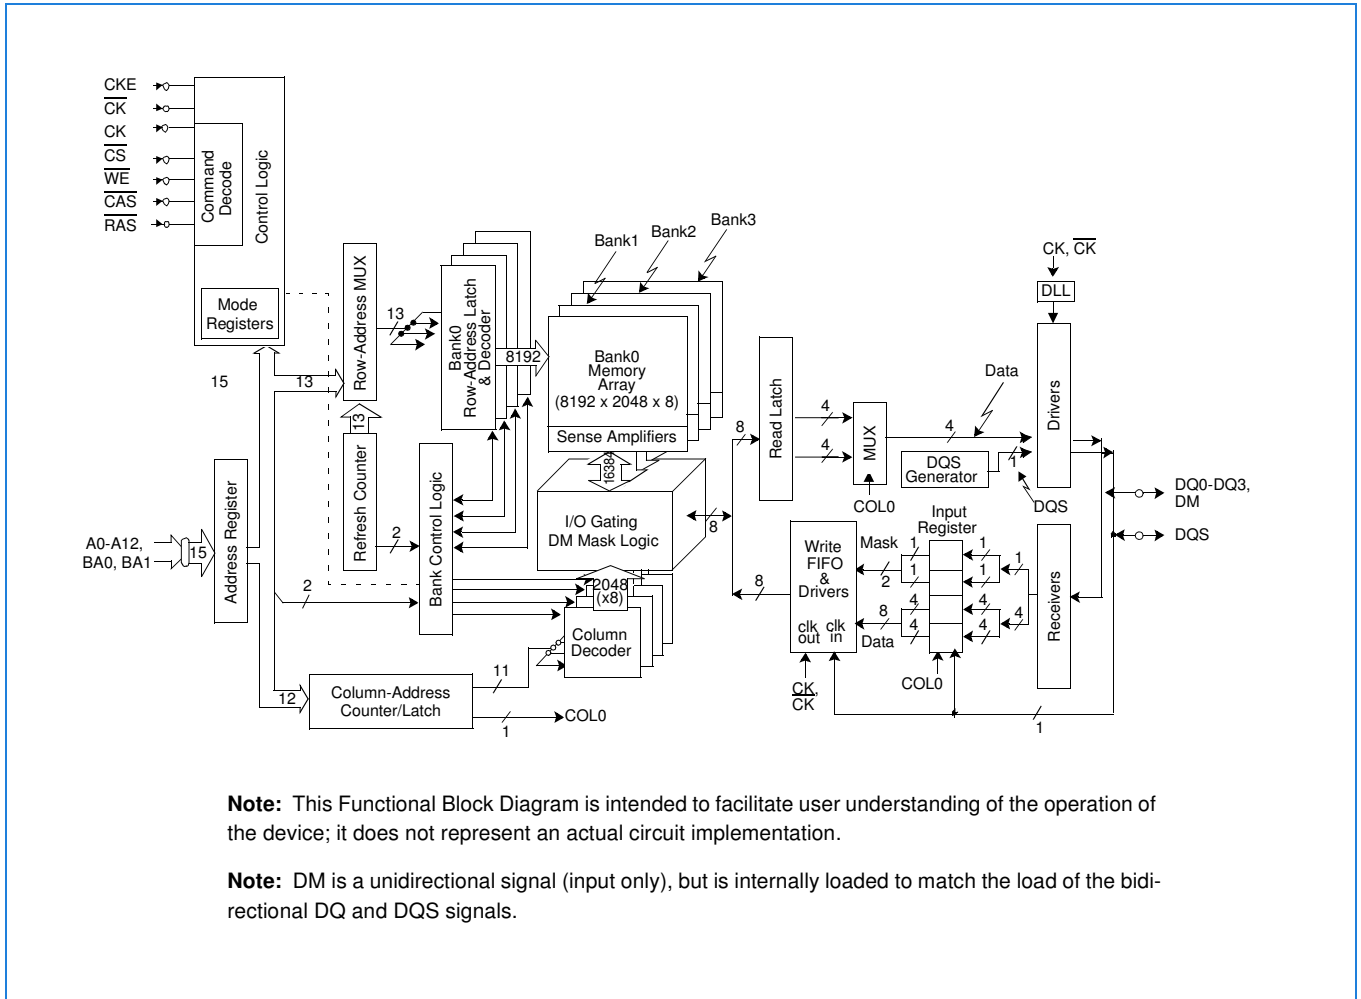 CKE
CK
CK
CS
WE
CAS
RAS
Command
Decode
Control Logic
Mode
Registers
Row-Address MUX
13
Bank0
Row-Address Latch
& Decoder
8192
Bank1
Bank2
Bank3
Bank0
Memory
Array
(8192 x 2048 x 8)
Sense Amplifiers
16384
15
13
13
Refresh Counter
2
Bank Control Logic
I/O Gating
DM Mask Logic
8
8
8
Read Latch
4
4
MUX
COL0
4
Data
DQS
Generator
1
DQS
CK, CK
DLL
Drivers
DQ0-DQ3,
DM
DQS
A0-A12,
BA0, BA1
15
Address Register
2
2048
(x8)
Column
Decoder
12
Column-Address
Counter/Latch
11
1
COL0
Write
FIFO
&
Drivers
clk
out
clk
in
CK,
CK
Mask
2
8
Data
Input
Register
1
1
4
4
1
1
4
4
1
4
COL0
Receivers
1
Note: This Functional Block Diagram is intended to facilitate user understanding of the operation of
the device; it does not represent an actual circuit implementation.
Note: DM is a unidirectional signal (input only), but is internally loaded to match the load of the bidi-
rectional DQ and DQS signals.